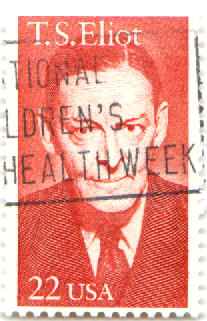 T.S.Eliot
TIONAL
LDREN'S
HEALTH WEEK
22 USA